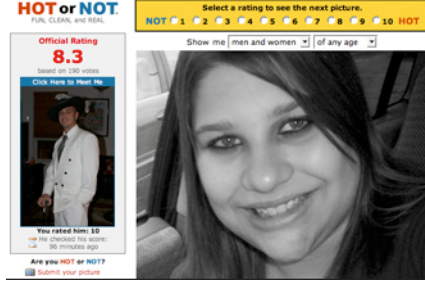 HOT or NOT
FUN, CLEAN, and REAL
Official Rating
8.3
based on 190 votes
Click Here to Meet Me
You rated him: 10
He checked his score:
96 minutes ago
Are you HOT or NOT?
Submit your picture
Select a rating to see the next picture.
NOT 1 2 3 4 5 6 7 8 9 10 HOT
Show me men and women of any age